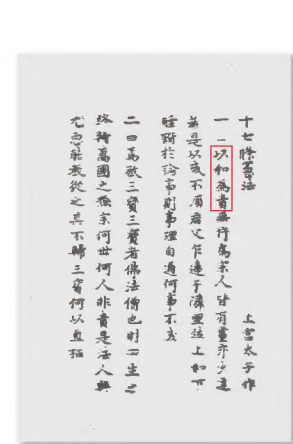 十七條憲法
上宮太子作
一曰以和為貴無忤為宗人皆有黨亦少達
者是以或不順君父乍違于隣里然上和下
睦諧於論事則事理自通何事不成
二曰篤敬三寶三寶者佛法僧也則四生之
終歸萬國之極宗何世何人非貴是法人鮮
尤惡能教從之其不歸三寶何以直枉